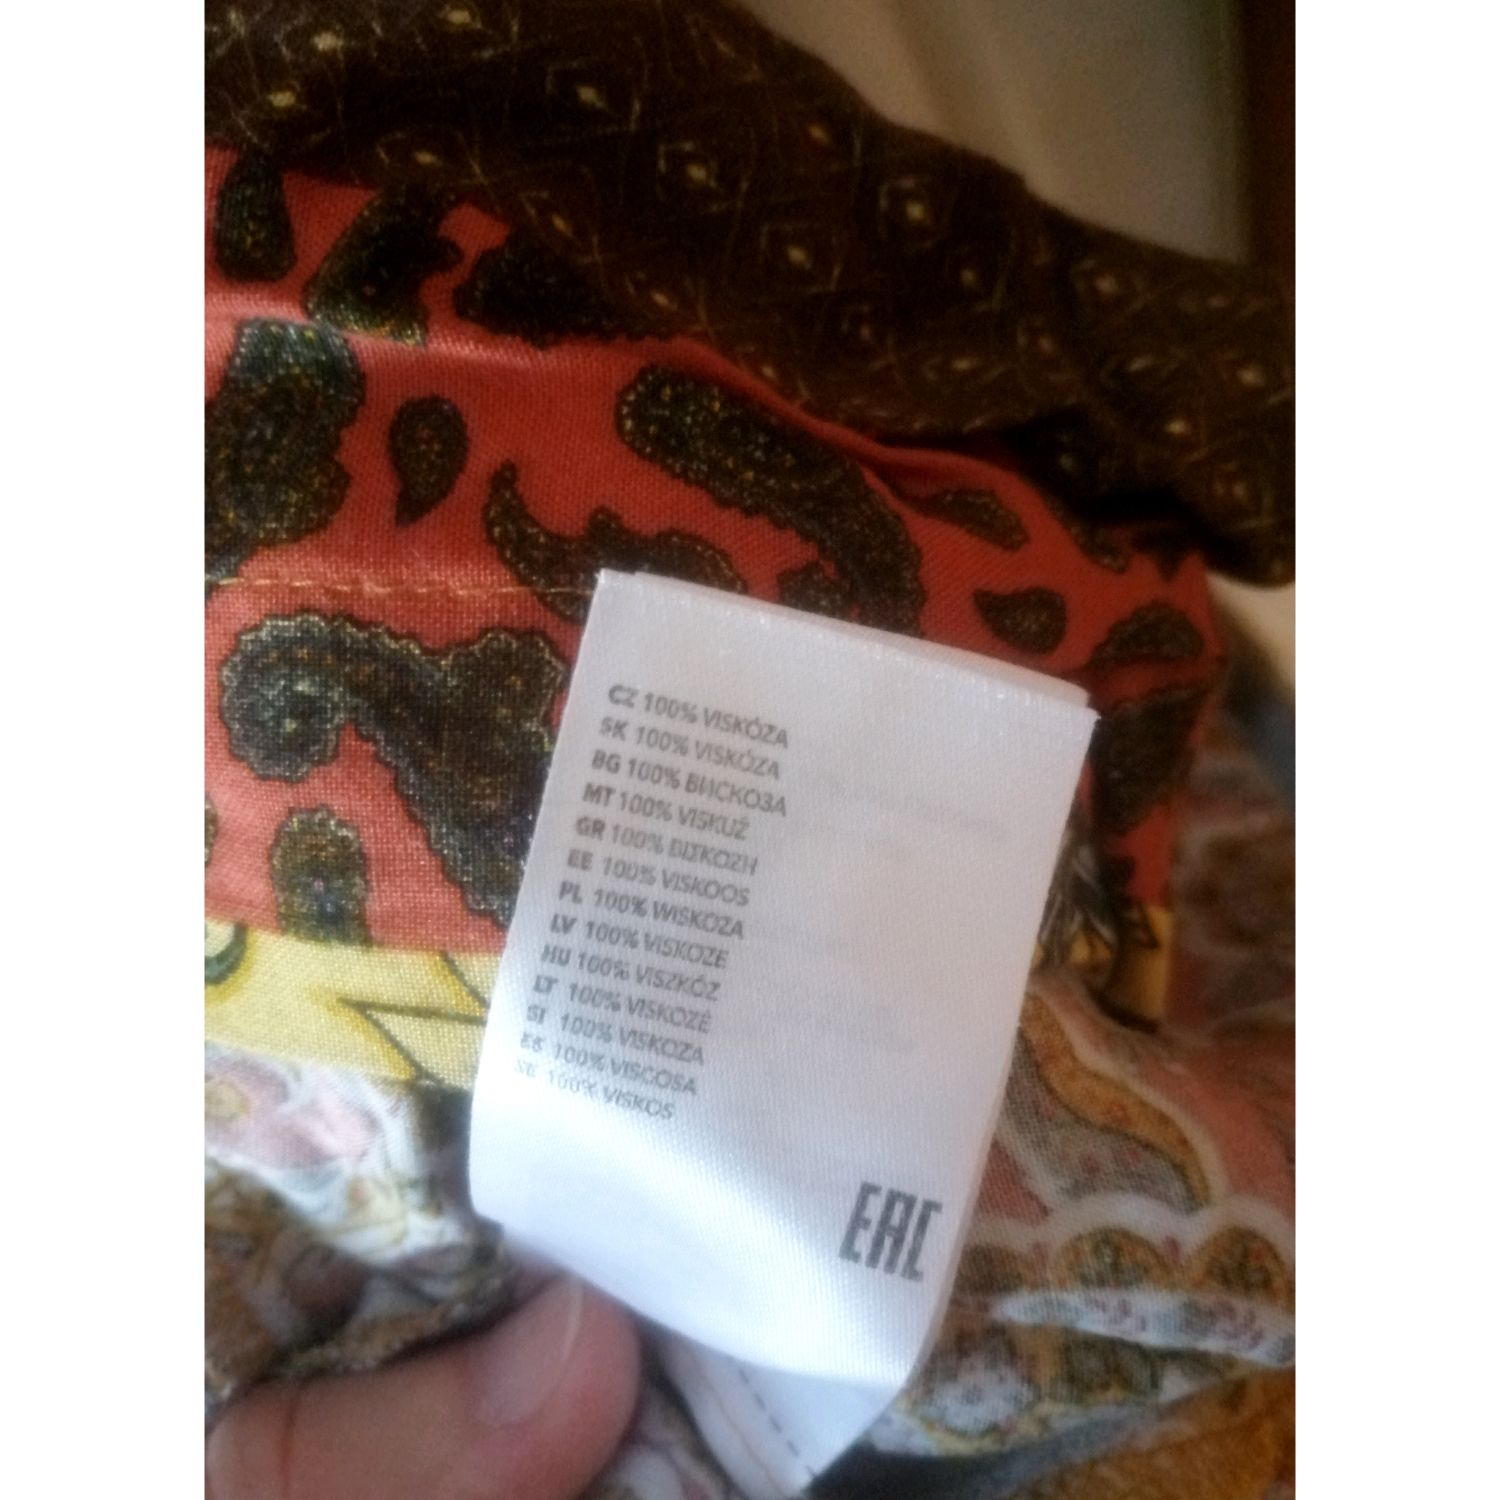 CZ 100% VISKÓZA
SK 100% VISKÓZA
BG 100% ВИСКОЗА
MT 100% VISKUŻ
GR 100% ΒΙΣΚΟΖΗ
EE 100% VISKOOS
PL 100% WISKOZA
LV 100% VISKOZE
HU 100% VISZKÓZ
LT 100% VISKOZĖ
SI 100% VISKOZA
ES 100% VISCOSA
SE 100% VISKOS
EAC